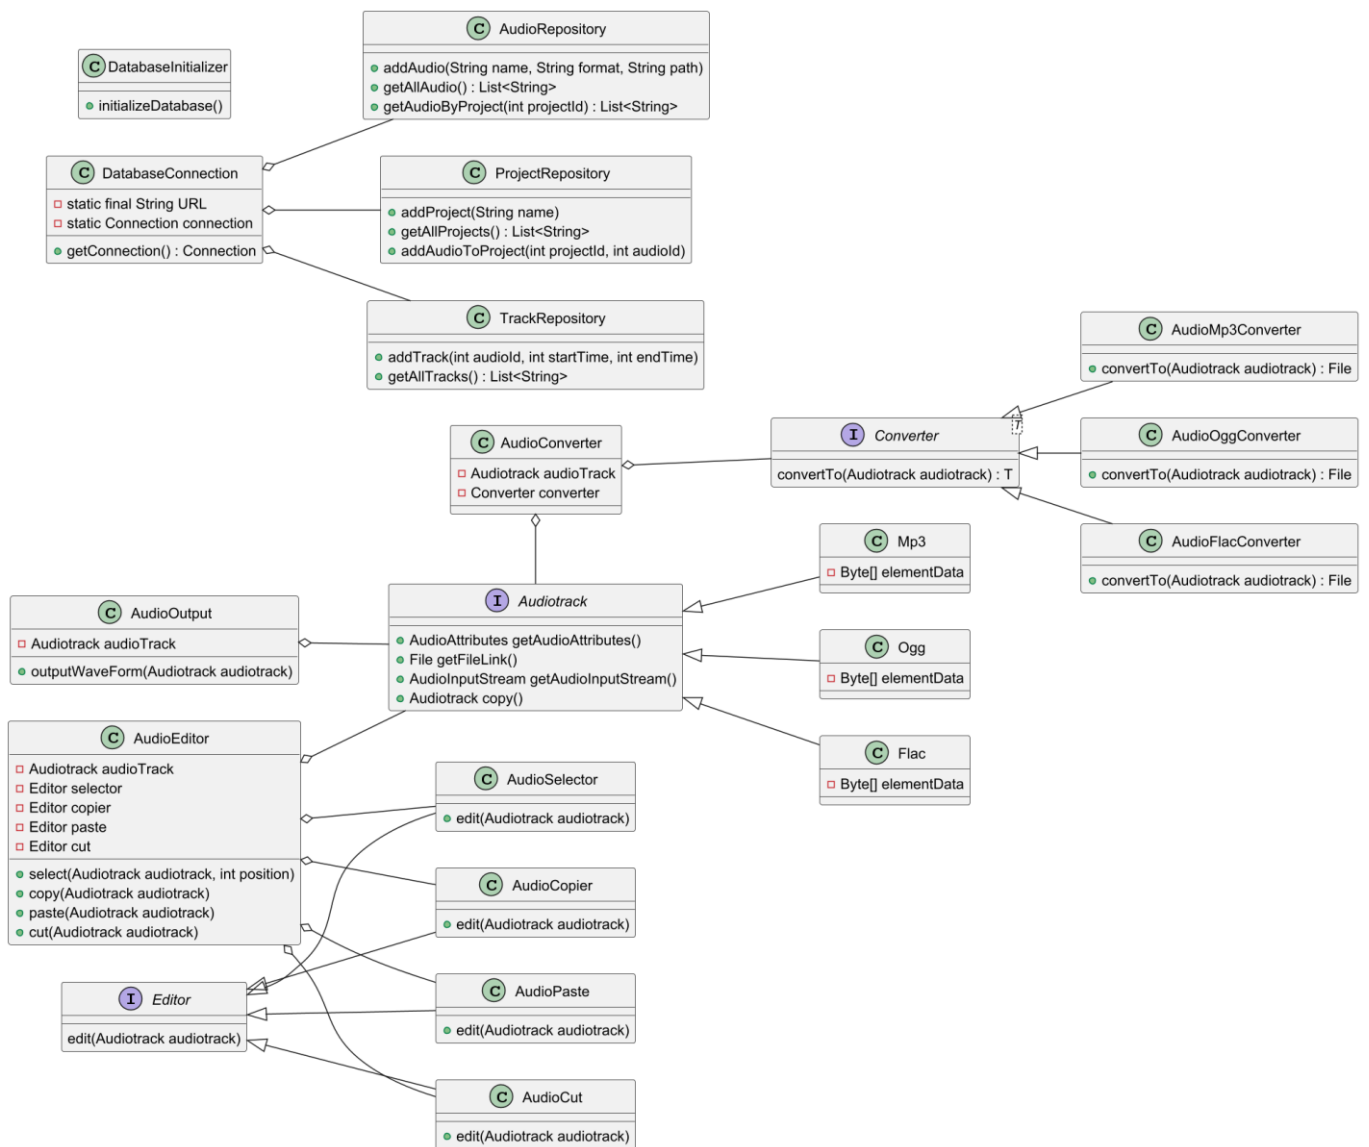 C DatabaseInitializer
initializeDatabase()
C AudioRepository
addAudio(String name, String format, String path)
getAllAudio() : List<String>
getAudioByProject(int projectId) : List<String>
C DatabaseConnection
static final String URL
static Connection connection
getConnection() : Connection
C ProjectRepository
addProject(String name)
getAllProjects() : List<String>
addAudioToProject(int projectId, int audioId)
C TrackRepository
addTrack(int audioId, int startTime, int endTime)
getAllTracks() : List<String>
C AudioConverter
Audiotrack audioTrack
Converter converter
I Converter
T
convertTo(Audiotrack audiotrack) : T
C AudioMp3Converter
convertTo(Audiotrack audiotrack) : File
C AudioOggConverter
convertTo(Audiotrack audiotrack) : File
C AudioFlacConverter
convertTo(Audiotrack audiotrack) : File
C AudioOutput
Audiotrack audioTrack
outputWaveForm(Audiotrack audiotrack)
I Audiotrack
AudioAttributes getAudioAttributes()
File getFileLink()
AudioInputStream getAudioInputStream()
Audiotrack copy()
C Mp3
Byte[] elementData
C Ogg
Byte[] elementData
C Flac
Byte[] elementData
C AudioEditor
Audiotrack audioTrack
Editor selector
Editor copier
Editor paste
Editor cut
select(Audiotrack audiotrack, int position)
copy(Audiotrack audiotrack)
paste(Audiotrack audiotrack)
cut(Audiotrack audiotrack)
C AudioSelector
edit(Audiotrack audiotrack)
C AudioCopier
edit(Audiotrack audiotrack)
I Editor
edit(Audiotrack audiotrack)
C AudioPaste
edit(Audiotrack audiotrack)
C AudioCut
edit(Audiotrack audiotrack)